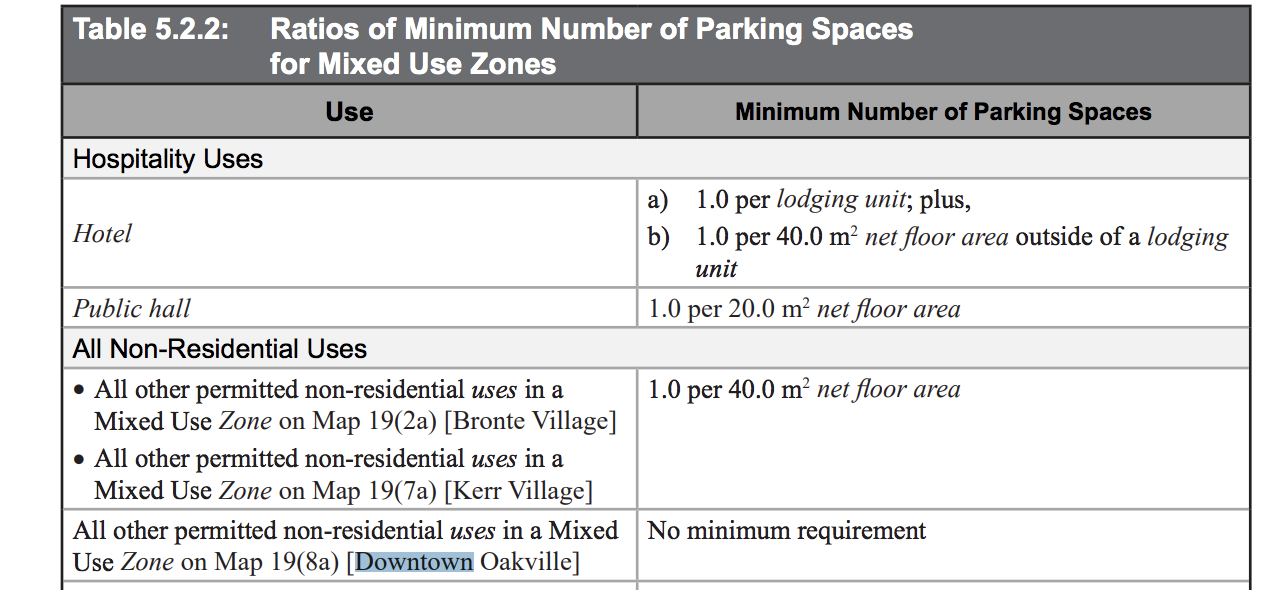 Table 5.2.2: Ratios of Minimum Number of Parking Spaces
for Mixed Use Zones
Use
Minimum Number of Parking Spaces
Hospitality Uses
Hotel
a) 1.0 per lodging unit; plus,
b) 1.0 per 40.0 m² net floor area outside of a lodging
unit
Public hall
1.0 per 20.0 m² net floor area
All Non-Residential Uses
• All other permitted non-residential uses in a
Mixed Use Zone on Map 19(2a) [Bronte Village]
• All other permitted non-residential uses in a
Mixed Use Zone on Map 19(7a) [Kerr Village]
1.0 per 40.0 m² net floor area
All other permitted non-residential uses in a Mixed
Use Zone on Map 19(8a) [Downtown Oakville]
No minimum requirement